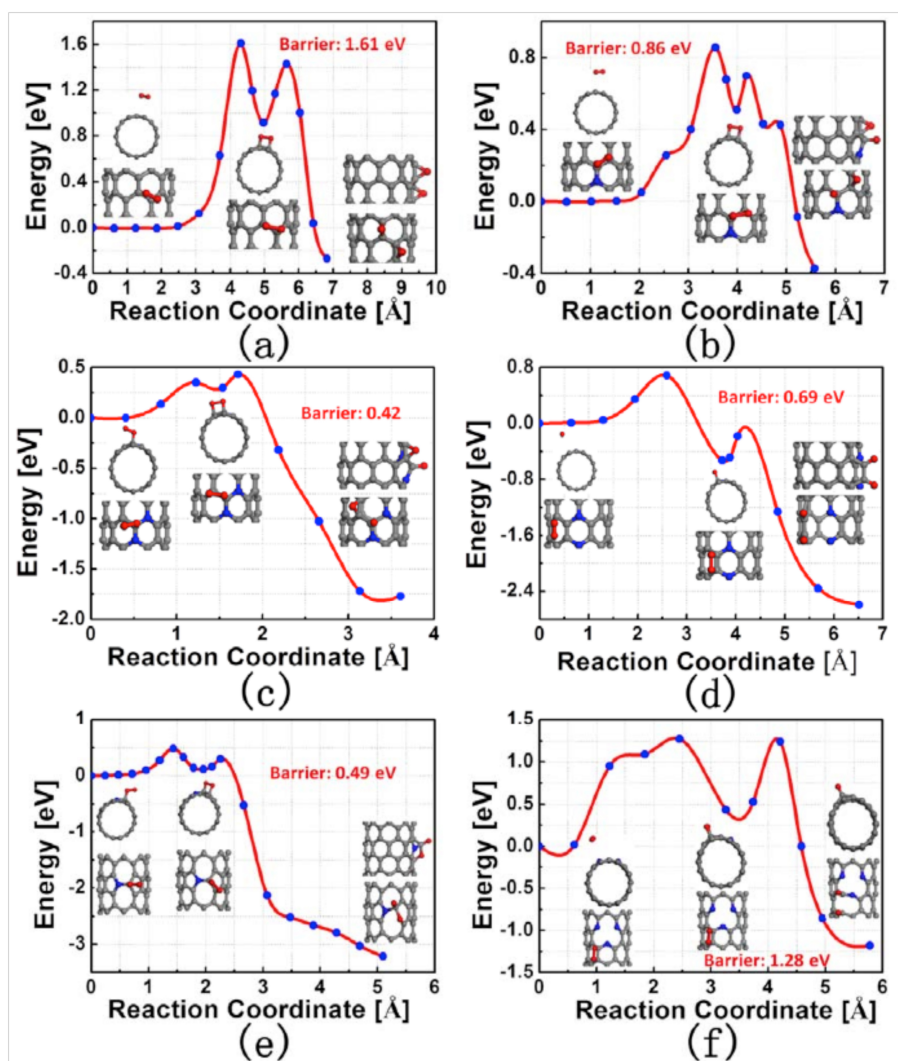 Barrier: 1.61 eV
Energy [eV]
1.6
1.2
0.8
0.4
0.0
-0.4
0 1 2 3 4 5 6 7 8 9 10
Reaction Coordinate [Å]
(a)
Barrier: 0.86 eV
Energy [eV]
0.8
0.4
0.0
-0.4
0 1 2 3 4 5 6 7
Reaction Coordinate [Å]
(b)
Barrier: 0.42
Energy [eV]
0.5
0.0
-0.5
-1.0
-1.5
-2.0
0 1 2 3 4
Reaction Coordinate [Å]
(c)
Barrier: 0.69 eV
Energy [eV]
0.8
0.0
-0.8
-1.6
-2.4
0 1 2 3 4 5 6 7
Reaction Coordinate [Å]
(d)
Barrier: 0.49 eV
Energy [eV]
1
0
-1
-2
-3
0 1 2 3 4 5 6
Reaction Coordinate [Å]
(e)
Energy [eV]
1.5
1.0
0.5
0.0
-0.5
-1.0
-1.5
Barrier: 1.28 eV
0 1 2 3 4 5 6
Reaction Coordinate [Å]
(f)